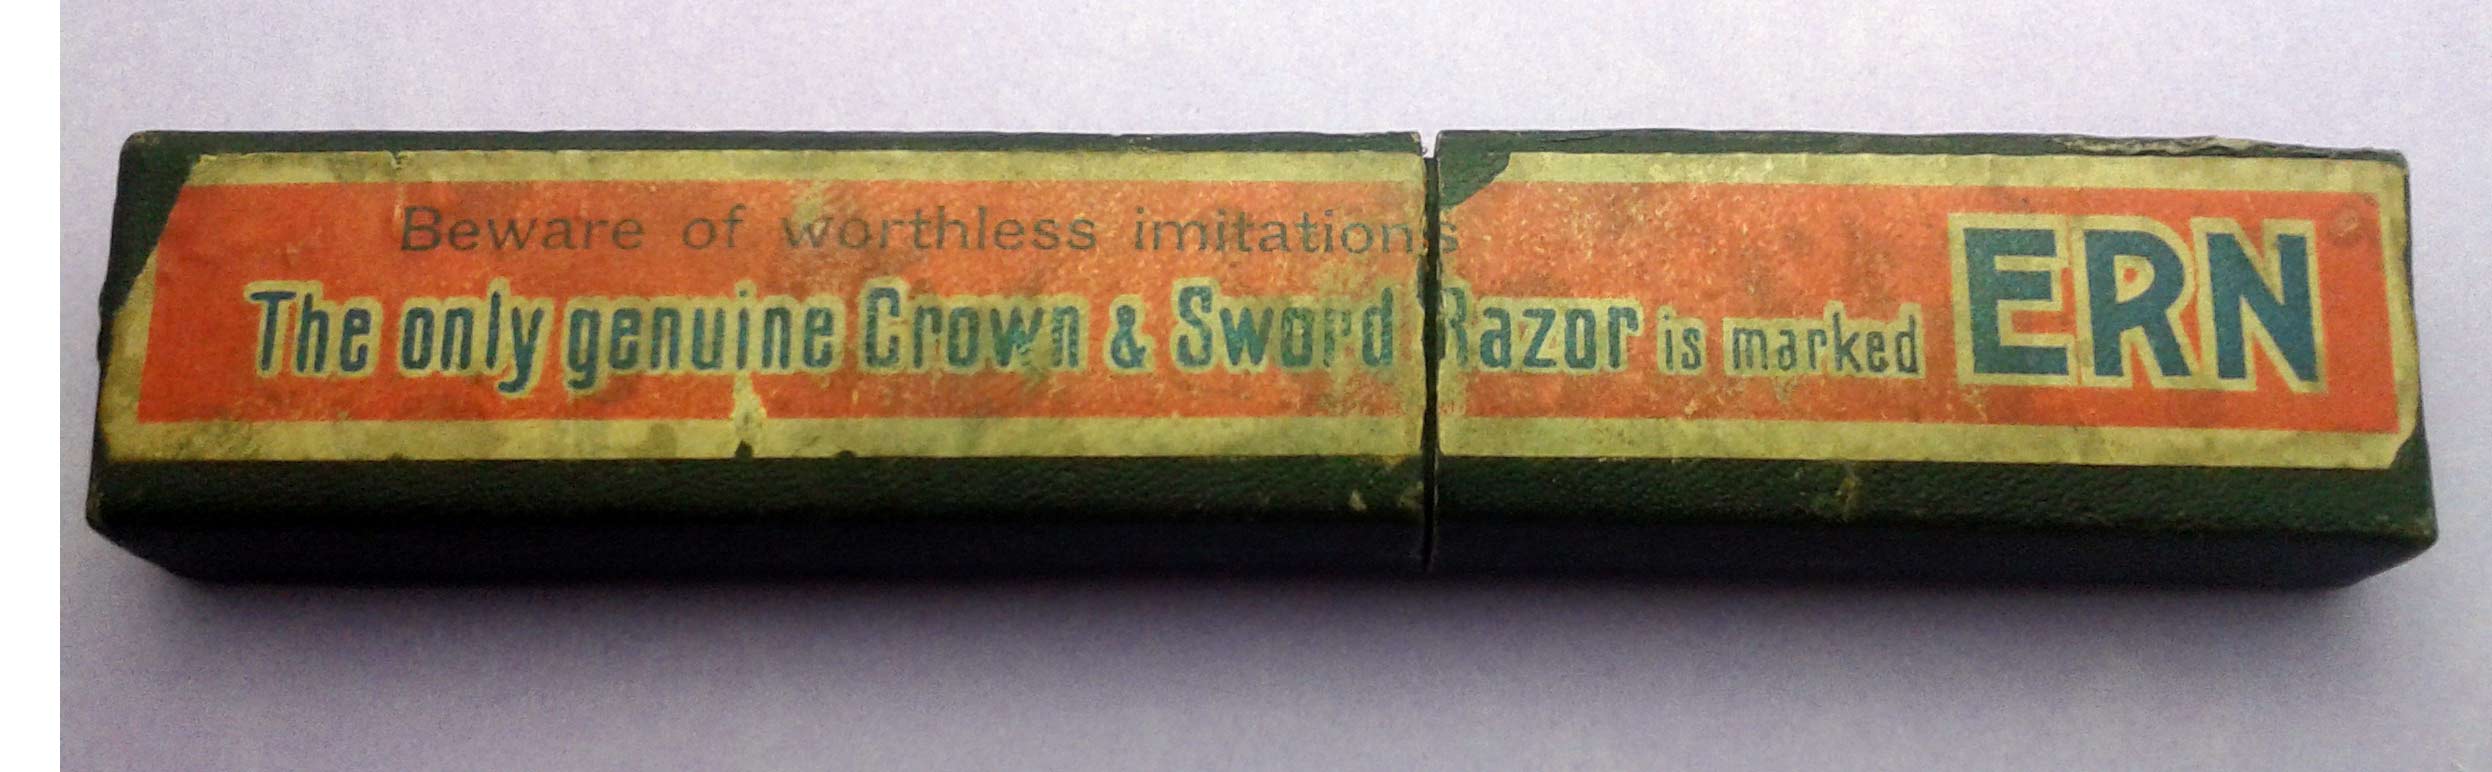 Beware of worthless imitations
The only genuine Crown & Sword Razor is marked ERN